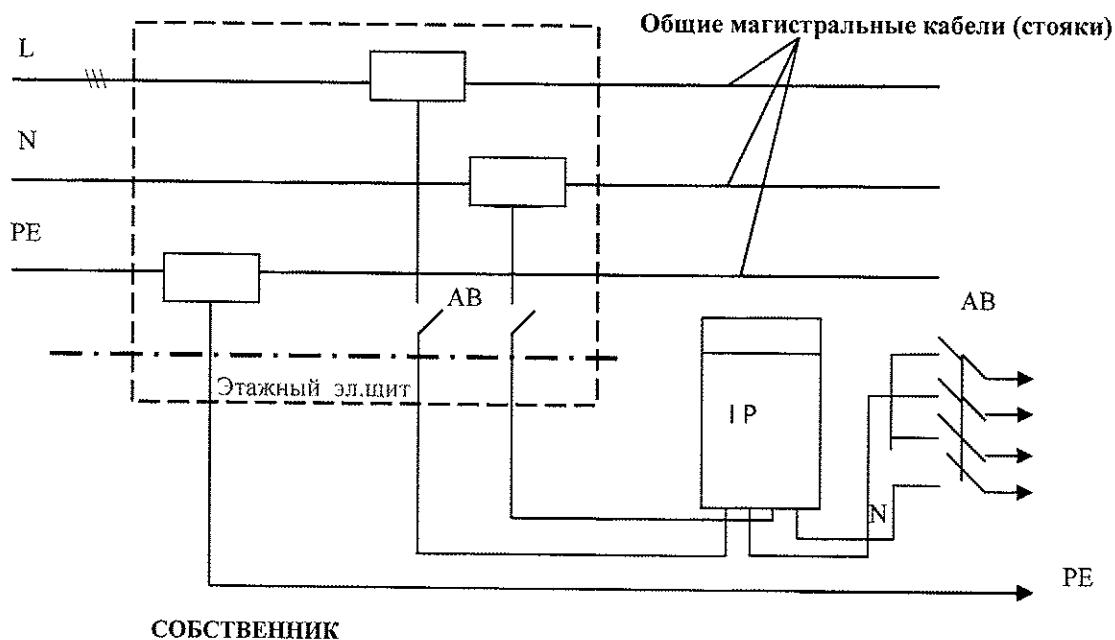 Общие магистральные кабели (стояки)
L
N
PE
АВ
АВ
Этажный эл.щит
IP
N
PE
СОБСТВЕННИК